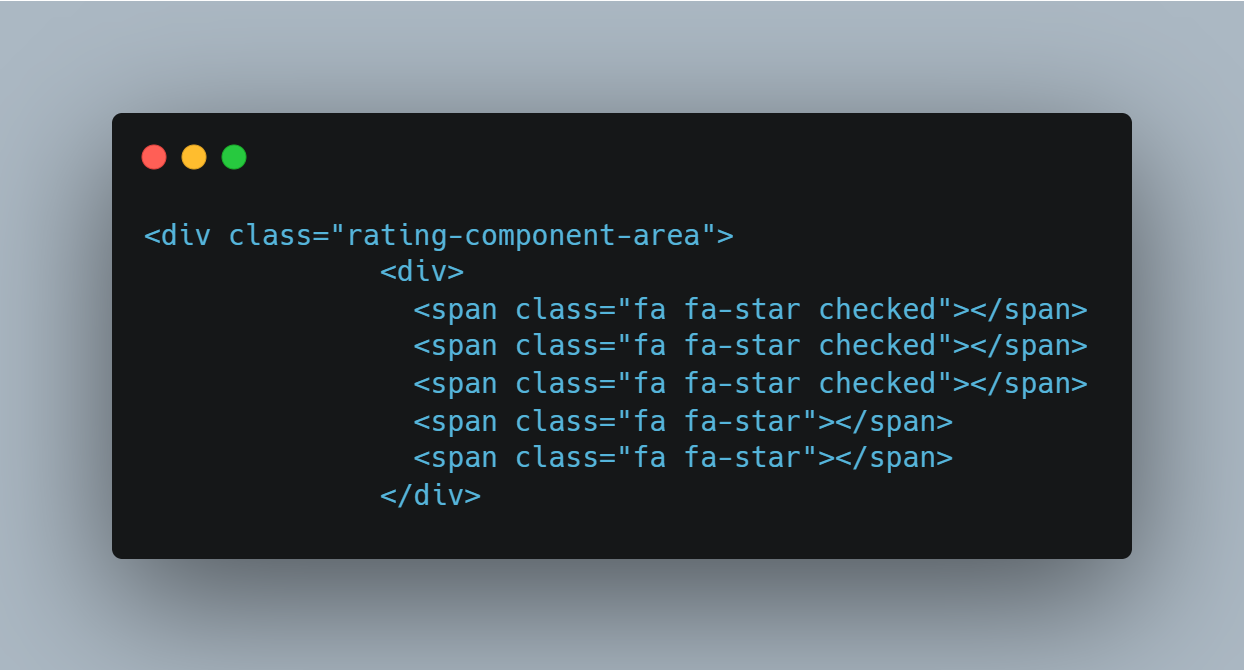 <div class="rating-component-area">
<div>
<span class="fa fa-star checked"></span>
<span class="fa fa-star checked"></span>
<span class="fa fa-star checked"></span>
<span class="fa fa-star"></span>
<span class="fa fa-star"></span>
</div>